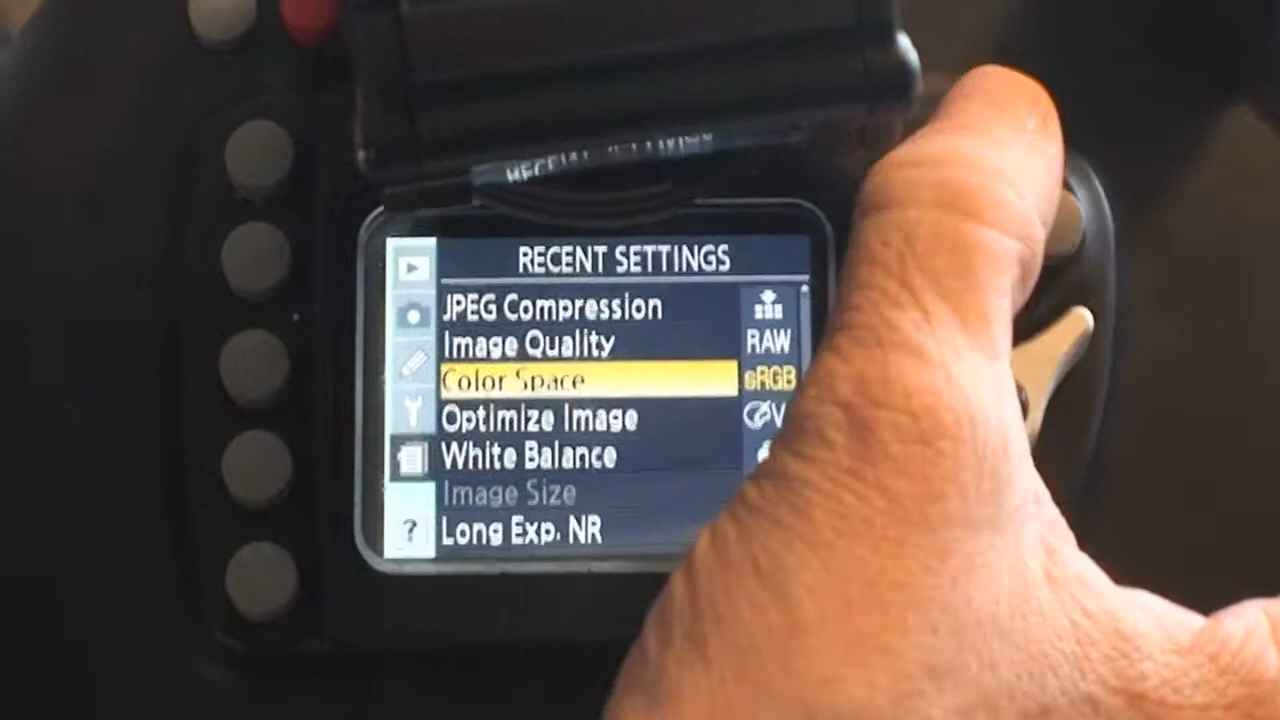 RECENT SETTINGS
JPEG Compression
Image Quality RAW
Color Space sRGB
Optimize Image V
White Balance
Image Size
? Long Exp. NR